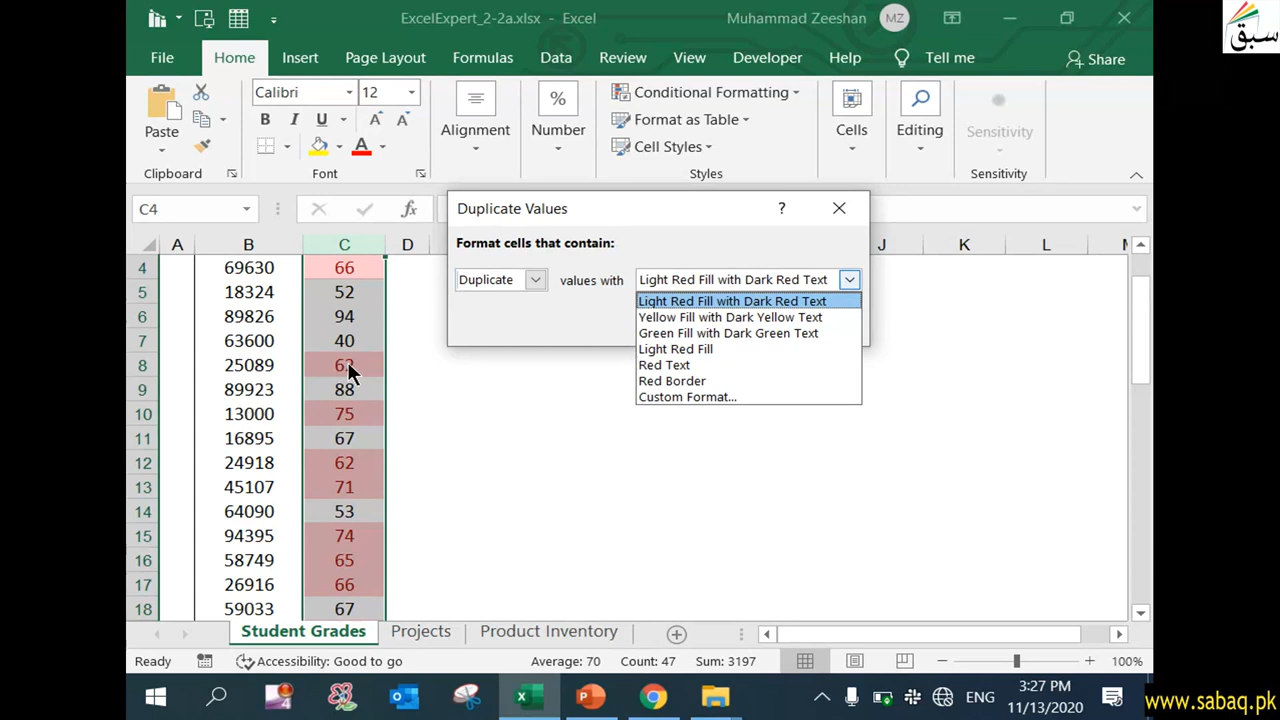 ExcelExpert_2-2a.xlsx - Excel
Muhammad Zeeshan
MZ
سبق
File Home Insert Page Layout Formulas Data Review View Developer Help Tell me Share
Calibri 12
Conditional Formatting
Format as Table
Cell Styles
Paste
B I U A A
A
Alignment
%
Number
Cells
Editing
Sensitivity
Clipboard Font Styles Sensitivity
C4 fx
Duplicate Values ? 
Format cells that contain:
Duplicate values with Light Red Fill with Dark Red Text
Light Red Fill with Dark Red Text
Yellow Fill with Dark Yellow Text
Green Fill with Dark Green Text
Light Red Fill
Red Text
Red Border
Custom Format...
A B C D J K L M
4 69630 66
5 18324 52
6 89826 94
7 63600 40
8 25089 62
9 89923 88
10 13000 75
11 16895 67
12 24918 62
13 45107 71
14 64090 53
15 94395 74
16 58749 65
17 26916 66
18 59033 67
Student Grades Projects Product Inventory
Ready Accessibility: Good to go Average: 70 Count: 47 Sum: 3197 100%
4 ENG 3:27 PM
11/13/2020
www.sabaq.pk